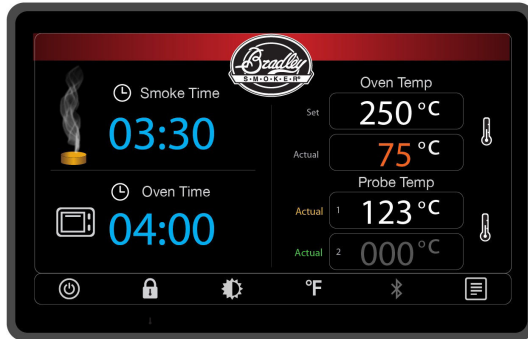 Bradley
S·M·O·K·E·R®
Smoke Time
03:30
Oven Time
04:00
Oven Temp
Set
250 °C
Actual
75 °C
Probe Temp
Actual 1 123 °C
Actual 2 000 °C
°F